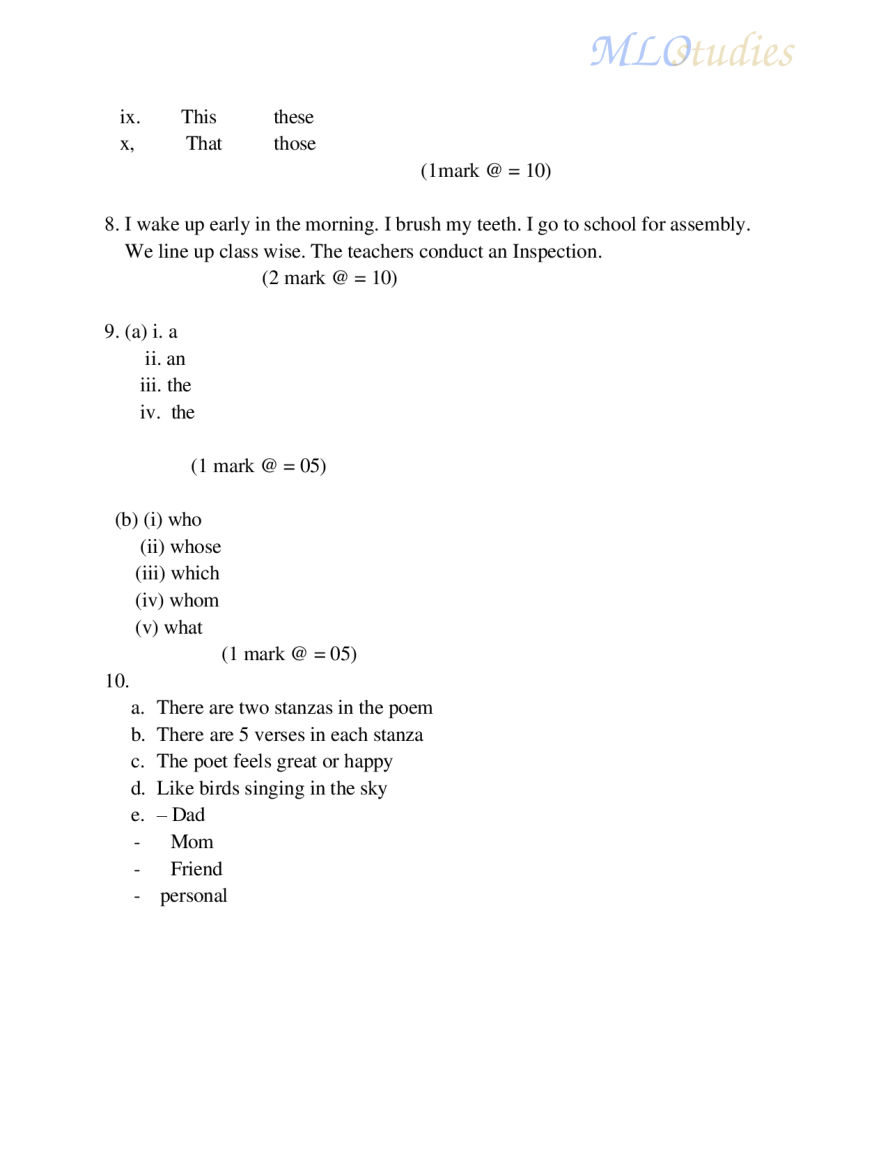 MLOstudies
ix. This these
x, That those
(1mark @ = 10)
8. I wake up early in the morning. I brush my teeth. I go to school for assembly.
We line up class wise. The teachers conduct an Inspection.
(2 mark @ = 10)
9. (a) i. a
ii. an
iii. the
iv. the
(1 mark @ = 05)
(b) (i) who
(ii) whose
(iii) which
(iv) whom
(v) what
(1 mark @ = 05)
10.
a. There are two stanzas in the poem
b. There are 5 verses in each stanza
c. The poet feels great or happy
d. Like birds singing in the sky
e. – Dad
- Mom
- Friend
- personal